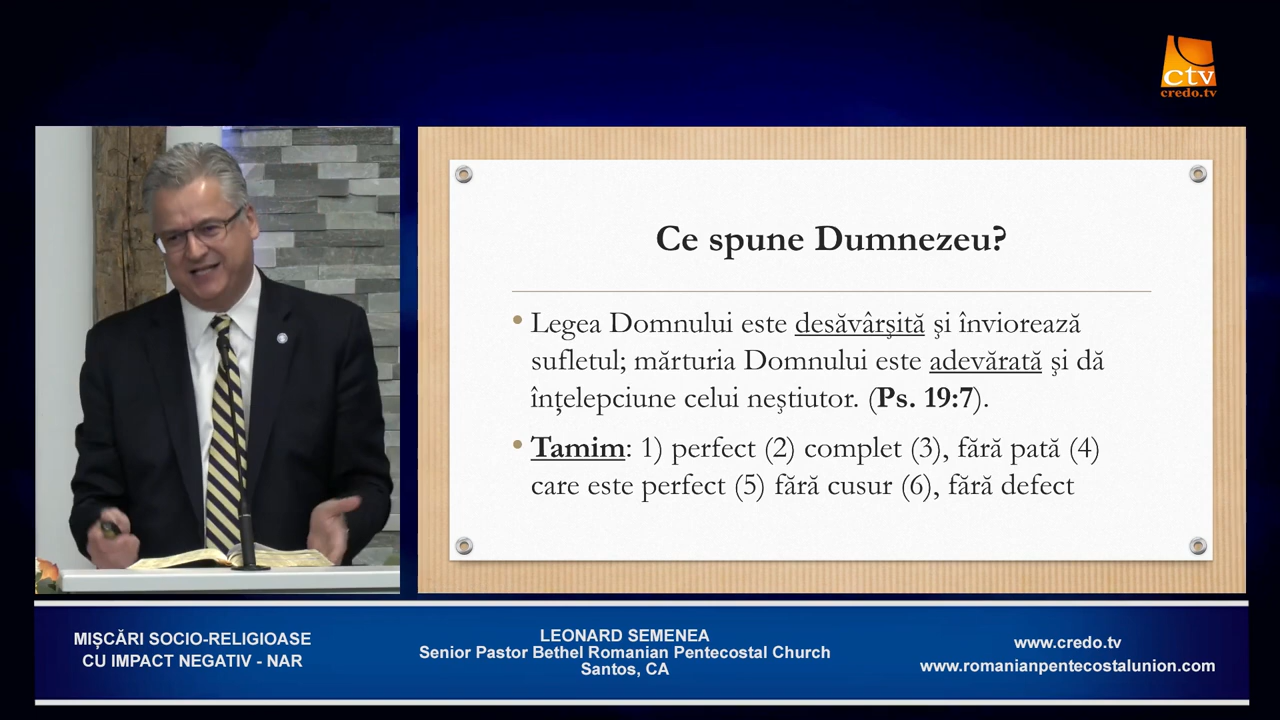 ctv
credo.tv
Ce spune Dumnezeu?
• Legea Domnului este desăvârşită şi înviorează
sufletul; mărturia Domnului este adevărată şi dă
înţelepciune celui neştiutor. (Ps. 19:7).
• Tamim: 1) perfect (2) complet (3), fără pată (4)
care este perfect (5) fără cusur (6), fără defect
MIȘCĂRI SOCIO-RELIGIOASE
CU IMPACT NEGATIV - NAR
LEONARD SEMENEA
Senior Pastor Bethel Romanian Pentecostal Church
Santos, CA
www.credo.tv
www.romanianpentecostalunion.com